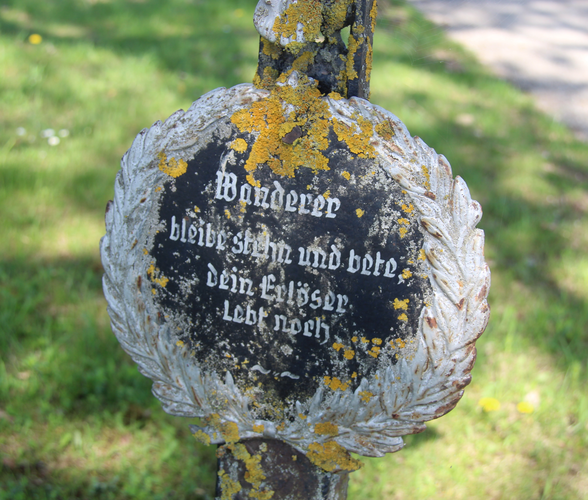 Wanderer
bleibe stehn und bete,
dein Erlöser
lebt noch